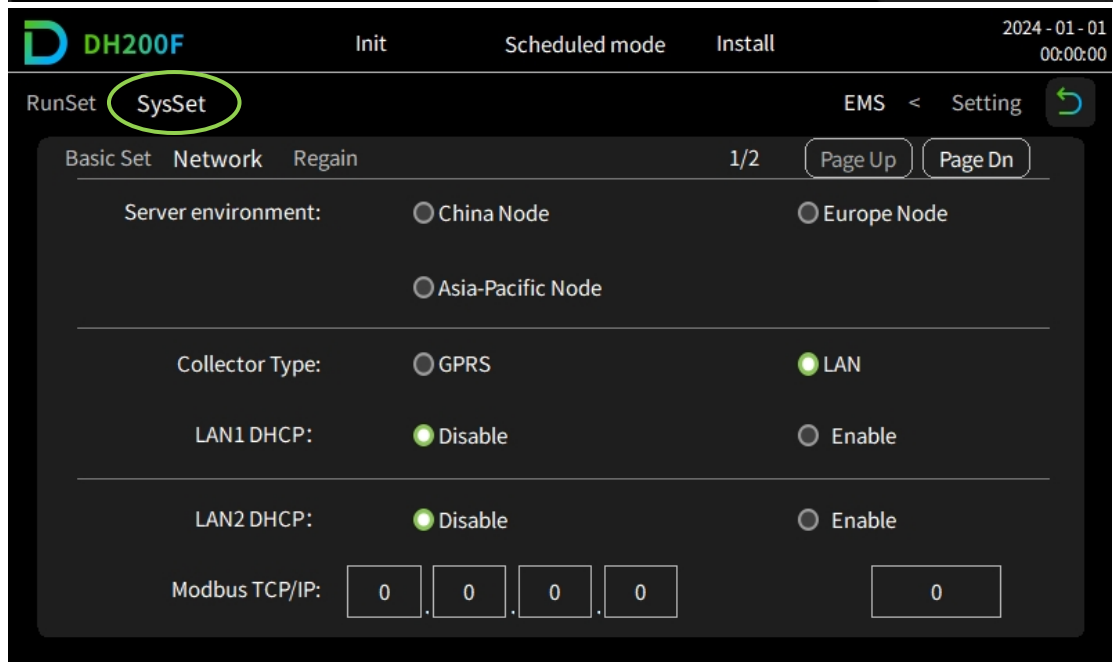 DH200F Init Scheduled mode Install 2024 - 01 - 01
00:00:00
RunSet SysSet EMS < Setting
Basic Set Network Regain 1/2 Page Up Page Dn
Server environment: China Node Europe Node
Asia-Pacific Node
Collector Type: GPRS LAN
LAN1 DHCP: Disable Enable
LAN2 DHCP: Disable Enable
Modbus TCP/IP: 0 . 0 . 0 . 0 0